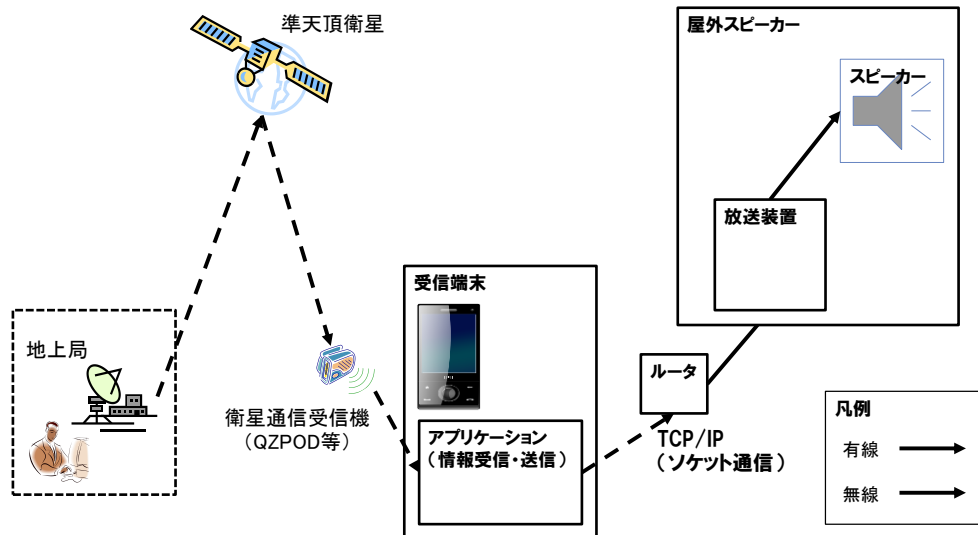 準天頂衛星
屋外スピーカー
スピーカー
放送装置
受信端末
地上局
ルータ
衛星通信受信機
（QZPOD等）
アプリケーション
（情報受信・送信）
TCP/IP
（ソケット通信）
凡例
有線
無線